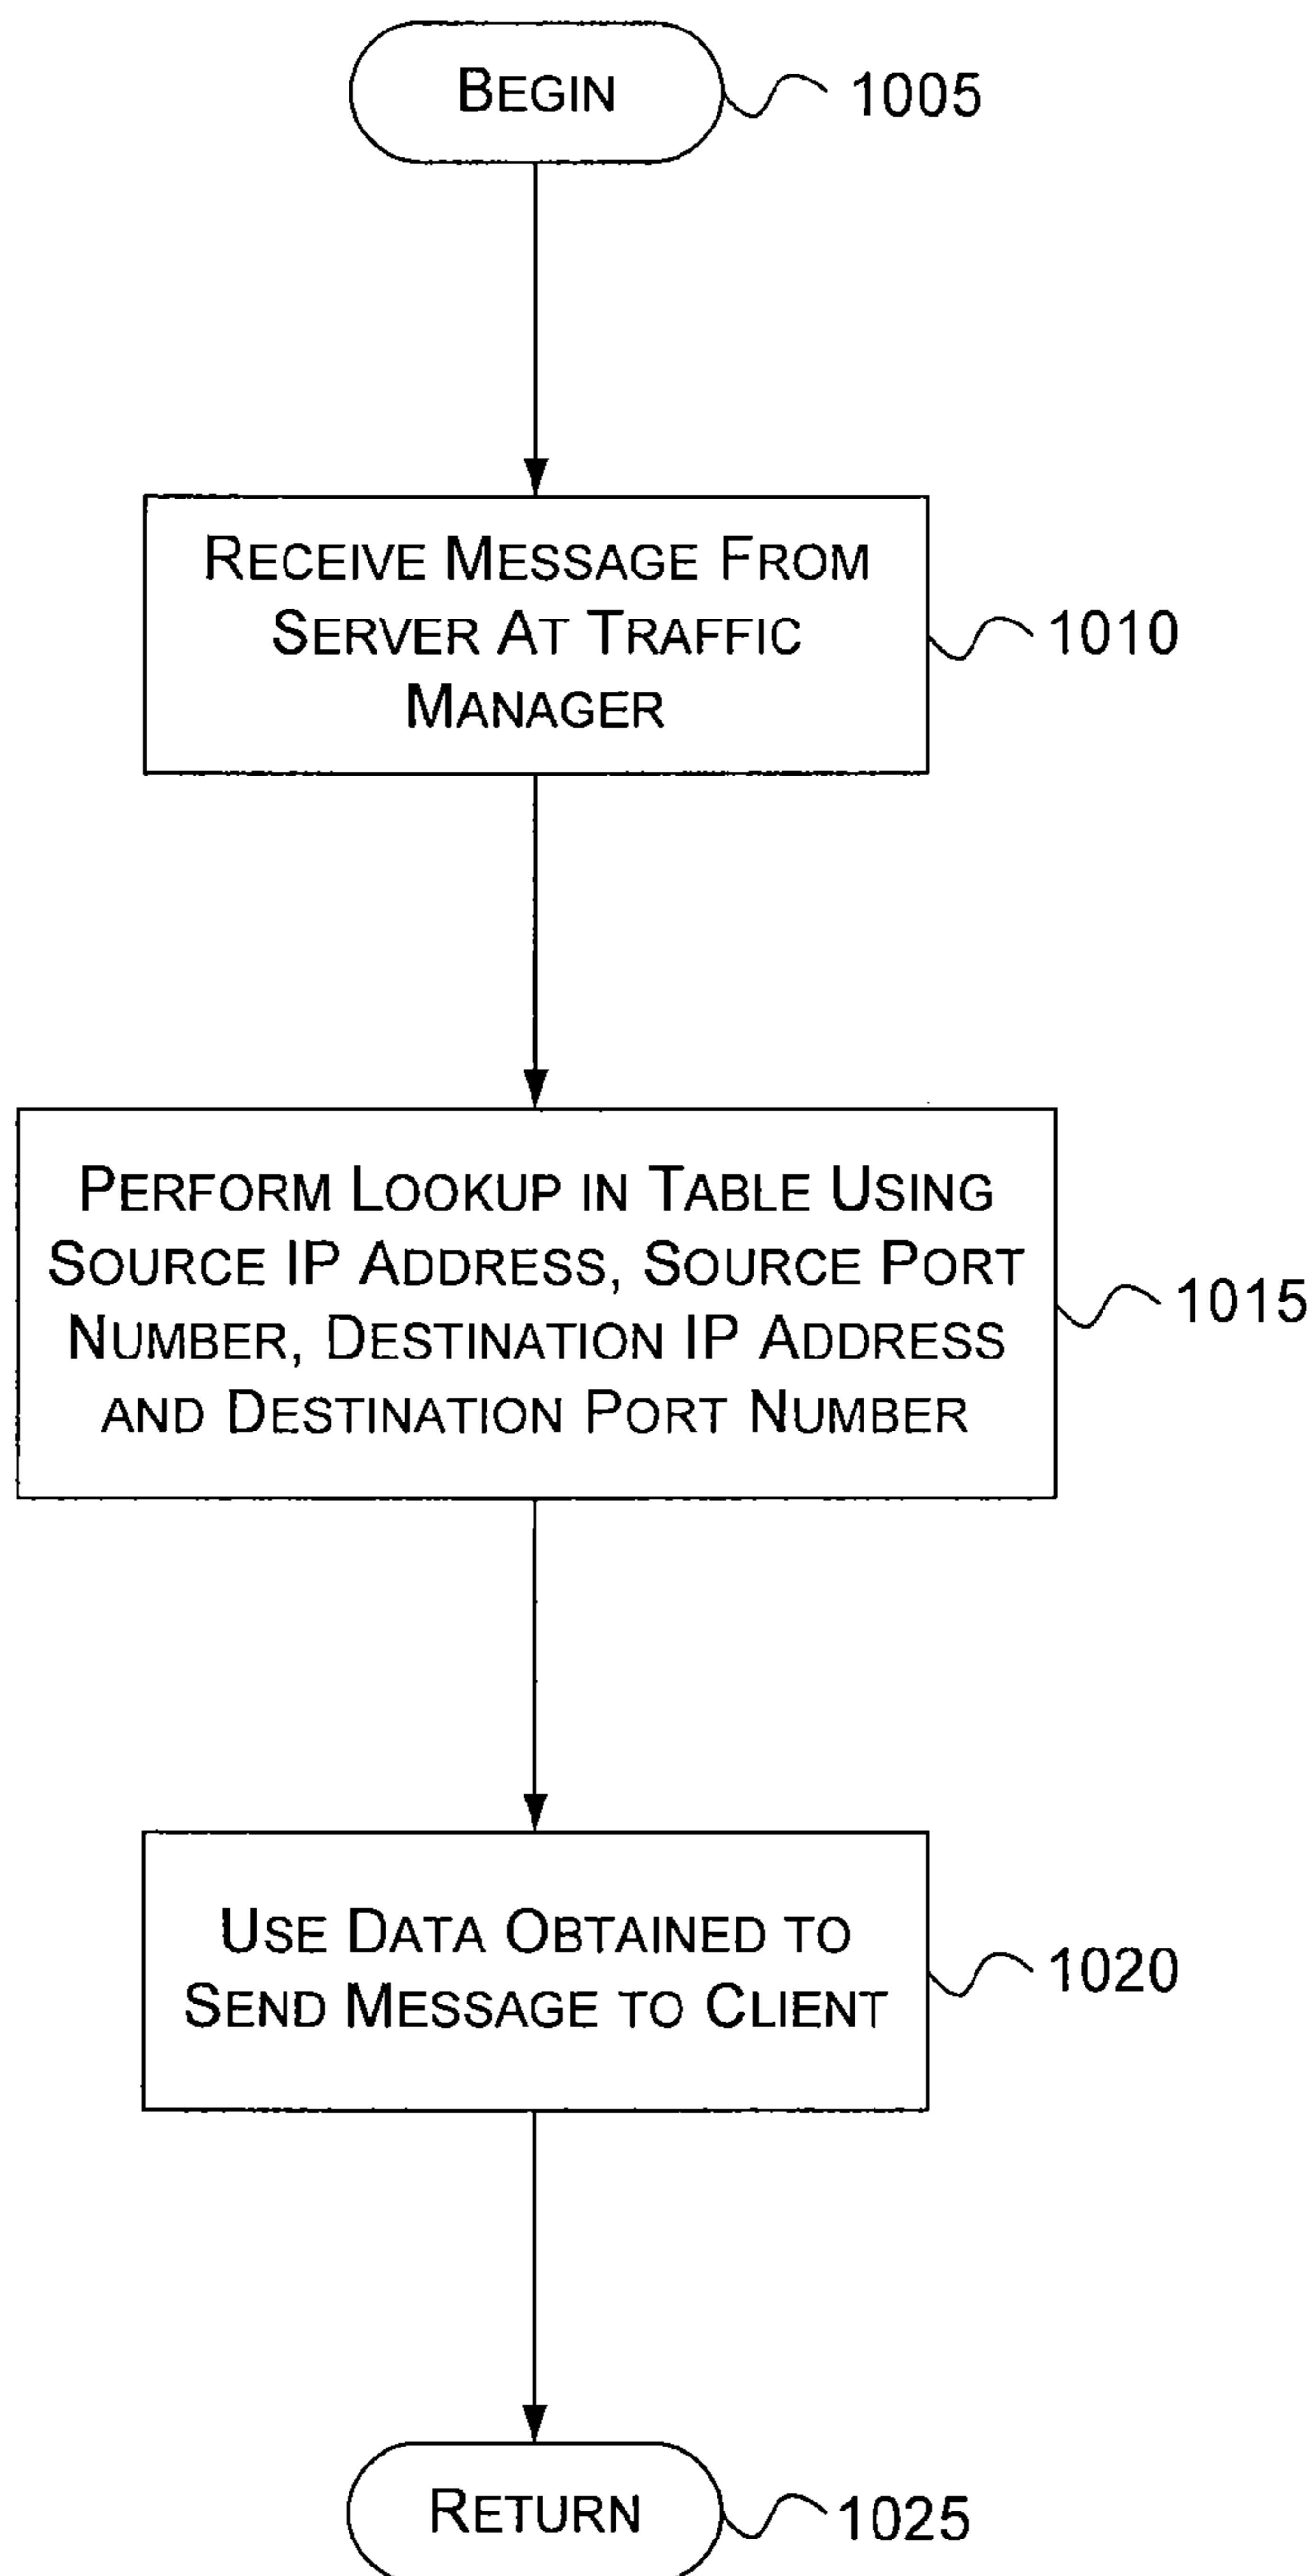 BEGIN
1005
RECEIVE MESSAGE FROM
SERVER AT TRAFFIC
MANAGER
1010
PERFORM LOOKUP IN TABLE USING
SOURCE IP ADDRESS, SOURCE PORT
NUMBER, DESTINATION IP ADDRESS
AND DESTINATION PORT NUMBER
1015
USE DATA OBTAINED TO
SEND MESSAGE TO CLIENT
1020
RETURN
1025